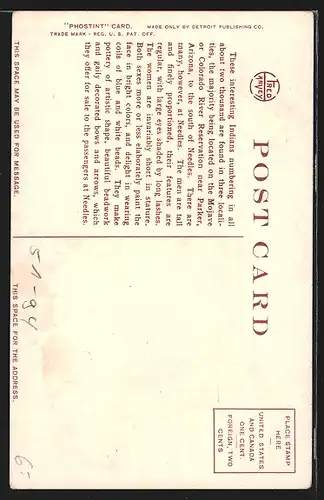 "PHOSTINT" CARD. MADE ONLY BY DETROIT PUBLISHING CO.
TRADE MARK - REG. U. S. PAT. OFF.
POST CARD
FRED HARVEY
These interesting Indians numbering in all
about two thousand are found in three locali-
ties, the majority being located on the Mojave
or Colorado River Reservation near Parker,
Arizona, to the south of Needles. There are
many, however, at Needles. The men are tall
and finely proportioned, their features are
regular, with large eyes shaded by long lashes.
The women are invariably short in stature.
Both sexes more or less elaborately paint the
face in bright colors, and delight in wearing
coils of blue and white beads. They make
pottery of artistic shape, beautiful beadwork
and gaily decorated bows and arrows, which
they offer for sale to the passengers at Needles.
THIS SPACE MAY BE USED FOR MESSAGE.
THIS SPACE FOR THE ADDRESS.
PLACE STAMP
HERE
UNITED STATES
AND CANADA
ONE CENT.
FOREIGN, TWO
CENTS